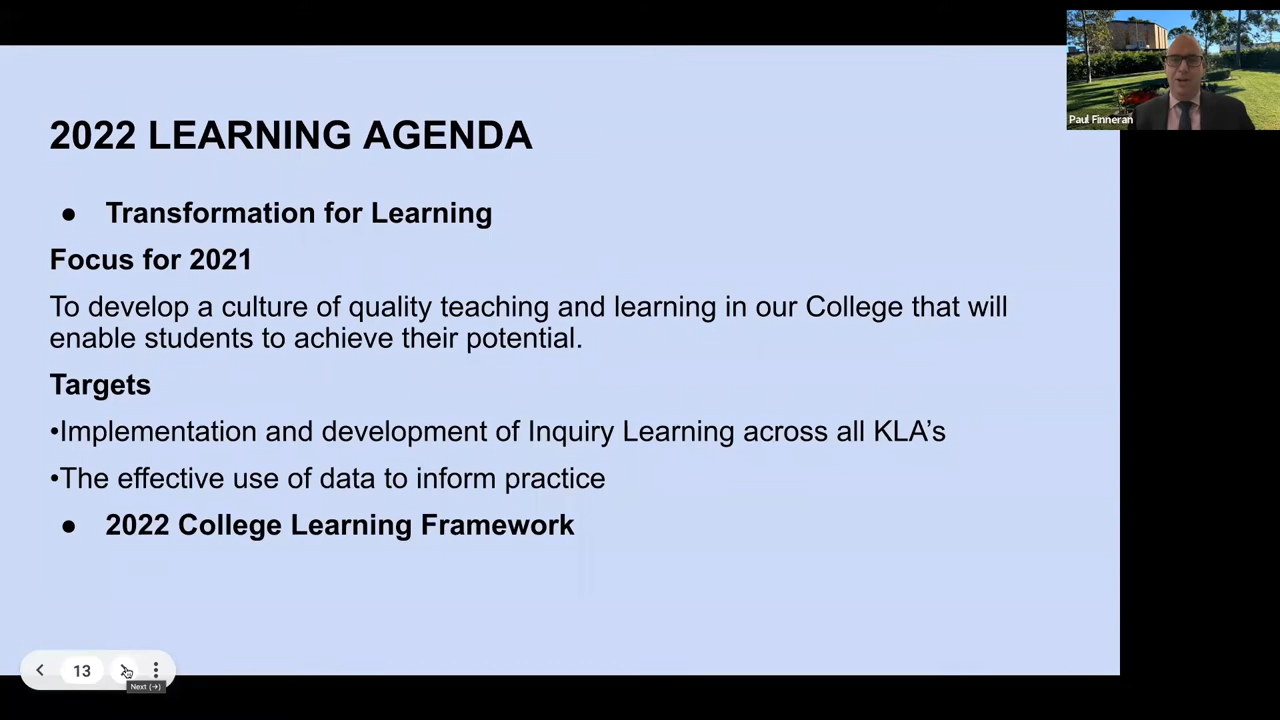 Paul Finneran
2022 LEARNING AGENDA
● Transformation for Learning
Focus for 2021
To develop a culture of quality teaching and learning in our College that will
enable students to achieve their potential.
Targets
•Implementation and development of Inquiry Learning across all KLA’s
•The effective use of data to inform practice
● 2022 College Learning Framework
13
Next (→)